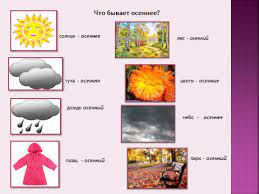 Что бывает осеннее?
солнце - осеннее
лес - осенний
туча - осенняя
цветы - осенние
дождь осенний
небо - осеннее
плащ - осенний
парк - осенний